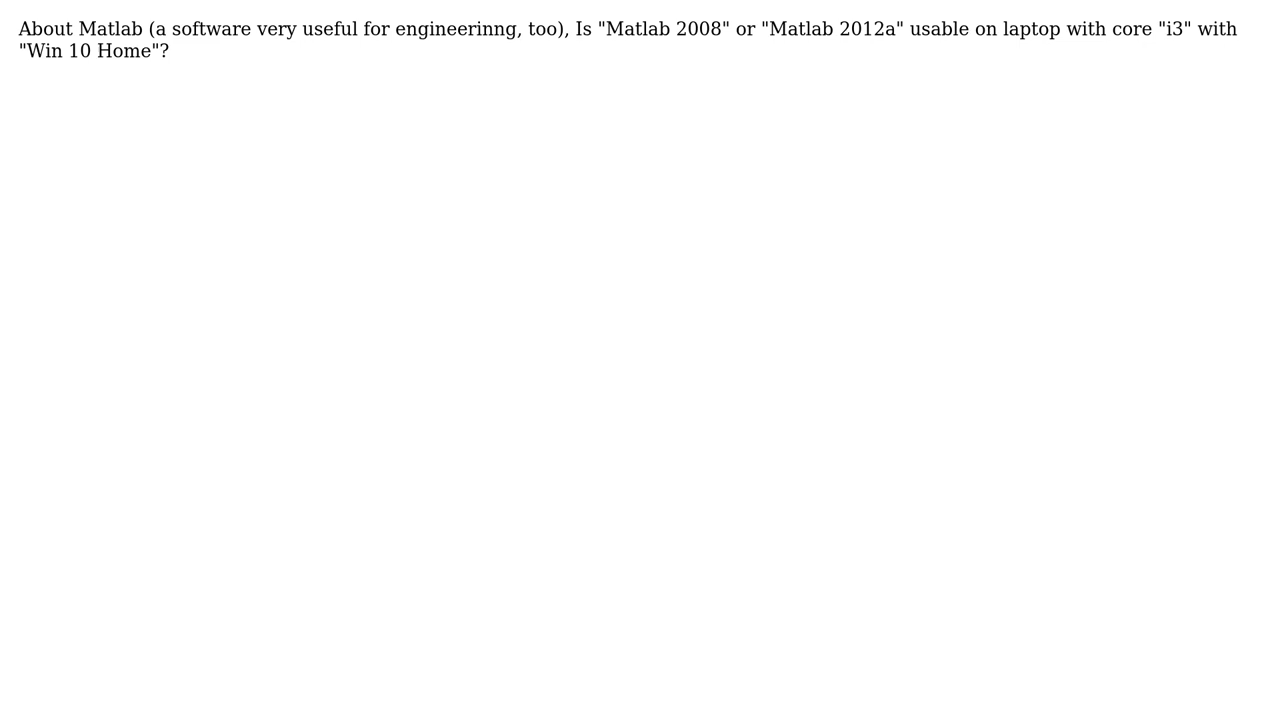 About Matlab (a software very useful for engineerinng, too), Is "Matlab 2008" or "Matlab 2012a" usable on laptop with core "i3" with
"Win 10 Home"?